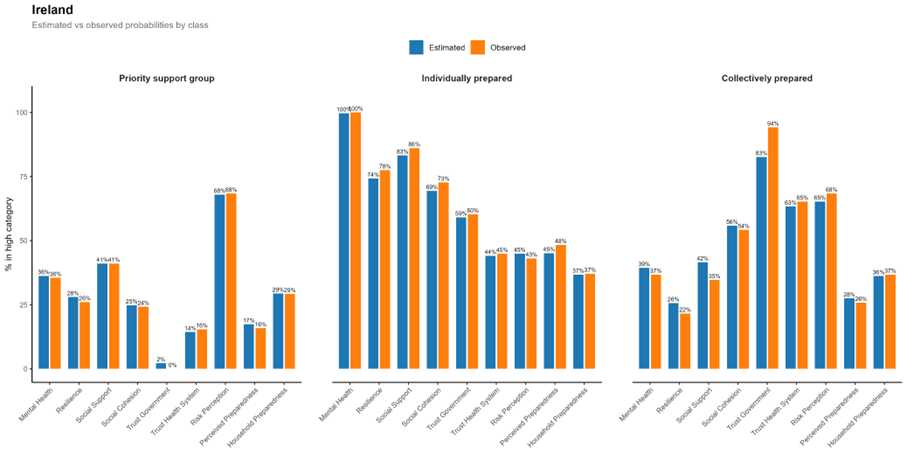 Ireland
Estimated vs observed probabilities by class
Estimated Observed
Priority support group Individually prepared Collectively prepared
% in high category
100
75
50
25
0
36% 36% 28% 26% 41% 41% 25% 24% 2% 0% 14% 16% 68% 68% 17% 16% 29% 29%
100% 100% 74% 78% 83% 86% 69% 73% 59% 60% 44% 45% 45% 43% 45% 48% 37% 37%
39% 37% 26% 22% 42% 35% 56% 54% 83% 94% 63% 65% 65% 68% 28% 26% 36% 37%
Mental Health Resilience Social Support Social Cohesion Trust Government Trust Health System Risk Perception Perceived Preparedness Household Preparedness
Mental Health Resilience Social Support Social Cohesion Trust Government Trust Health System Risk Perception Perceived Preparedness Household Preparedness
Mental Health Resilience Social Support Social Cohesion Trust Government Trust Health System Risk Perception Perceived Preparedness Household Preparedness